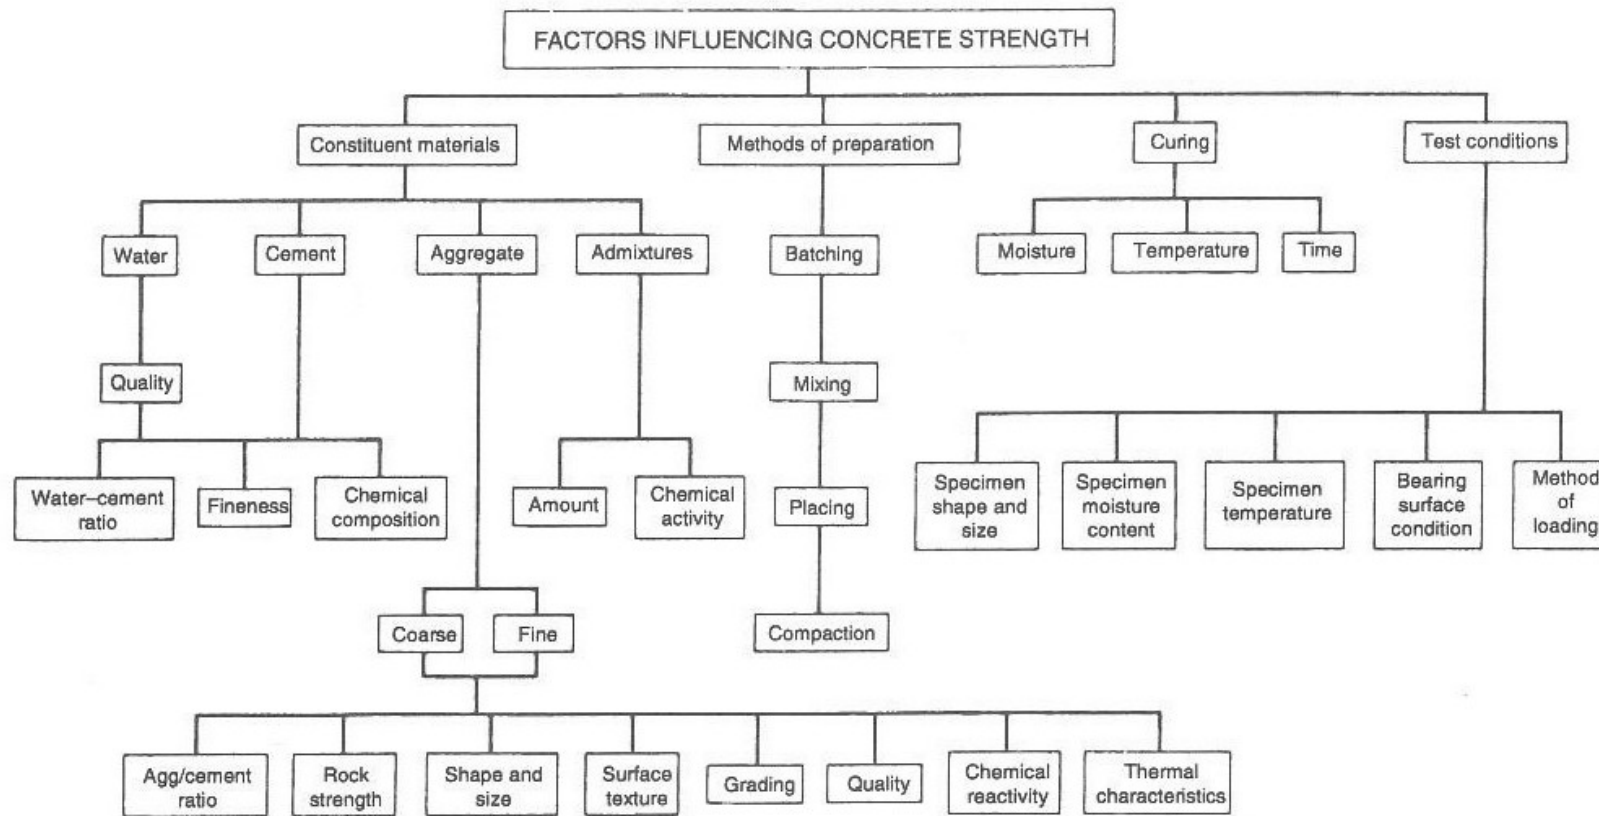 FACTORS INFLUENCING CONCRETE STRENGTH
Constituent materials
Methods of preparation
Curing
Test conditions
Water
Cement
Aggregate
Admixtures
Batching
Moisture
Temperature
Time
Quality
Mixing
Water–cement
ratio
Fineness
Chemical
composition
Amount
Chemical
activity
Placing
Specimen
shape and
size
Specimen
moisture
content
Specimen
temperature
Bearing
surface
condition
Method
of
loading
Coarse
Fine
Compaction
Agg/cement
ratio
Rock
strength
Shape and
size
Surface
texture
Grading
Quality
Chemical
reactivity
Thermal
characteristics